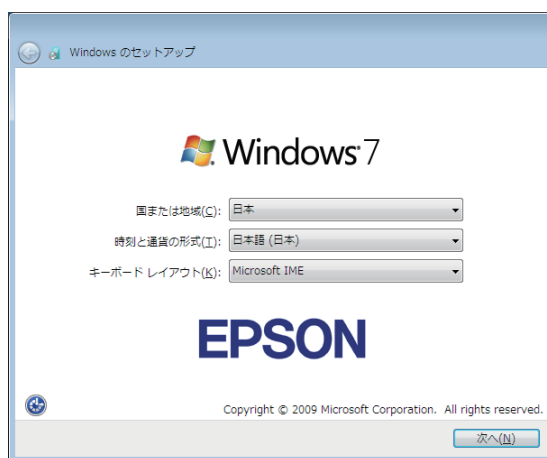 Windows のセットアップ
Windows 7
国または地域(C): 日本
時刻と通貨の形式(T): 日本語 (日本)
キーボード レイアウト(K): Microsoft IME
EPSON
Copyright © 2009 Microsoft Corporation. All rights reserved.
次へ(N)